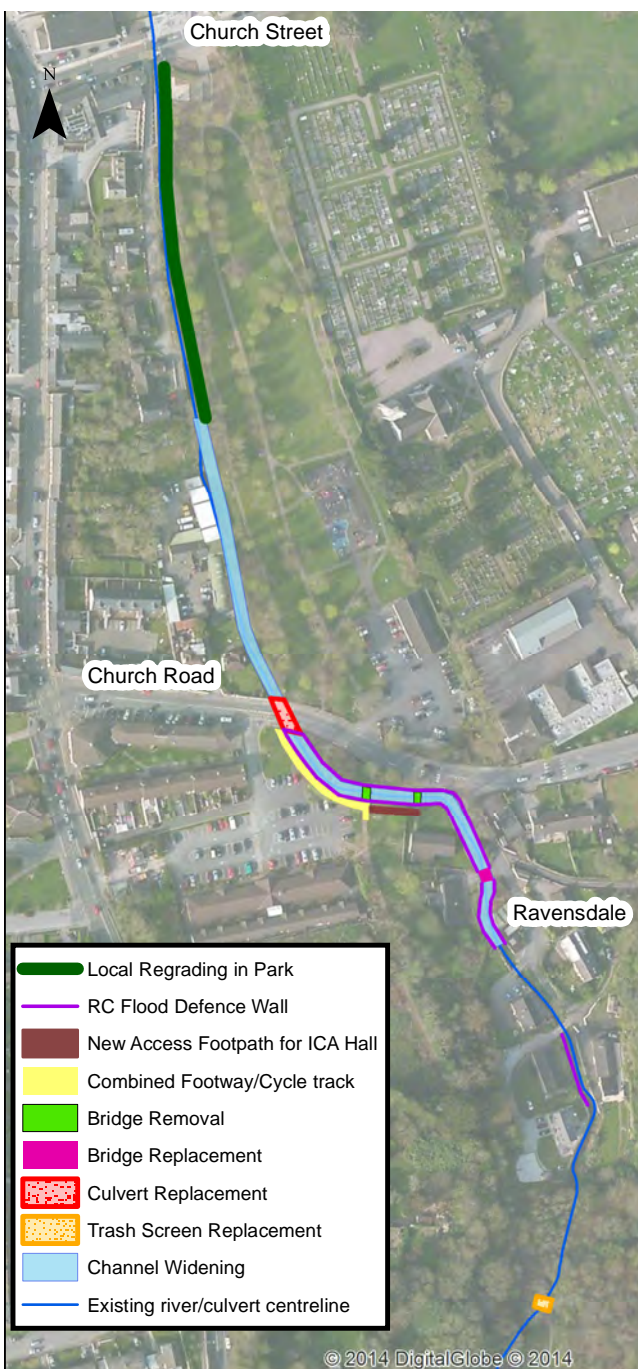 Church Street
N
Church Road
Ravensdale
Local Regrading in Park
RC Flood Defence Wall
New Access Footpath for ICA Hall
Combined Footway/Cycle track
Bridge Removal
Bridge Replacement
Culvert Replacement
Trash Screen Replacement
Channel Widening
Existing river/culvert centreline
© 2014 DigitalGlobe © 2014